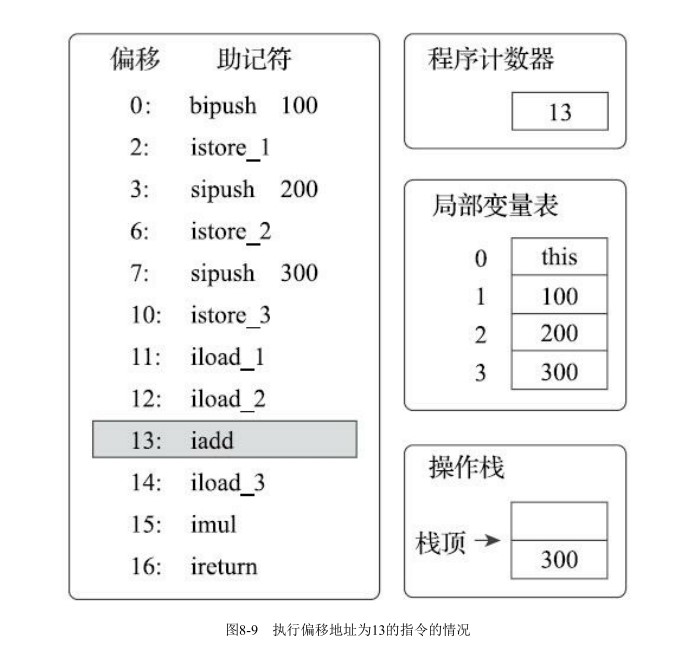 偏移 助记符
0: bipush 100
2: istore_1
3: sipush 200
6: istore_2
7: sipush 300
10: istore_3
11: iload_1
12: iload_2
13: iadd
14: iload_3
15: imul
16: ireturn
程序计数器
13
局部变量表
0 this
1 100
2 200
3 300
操作栈
栈顶
300
图8-9 执行偏移地址为13的指令的情况